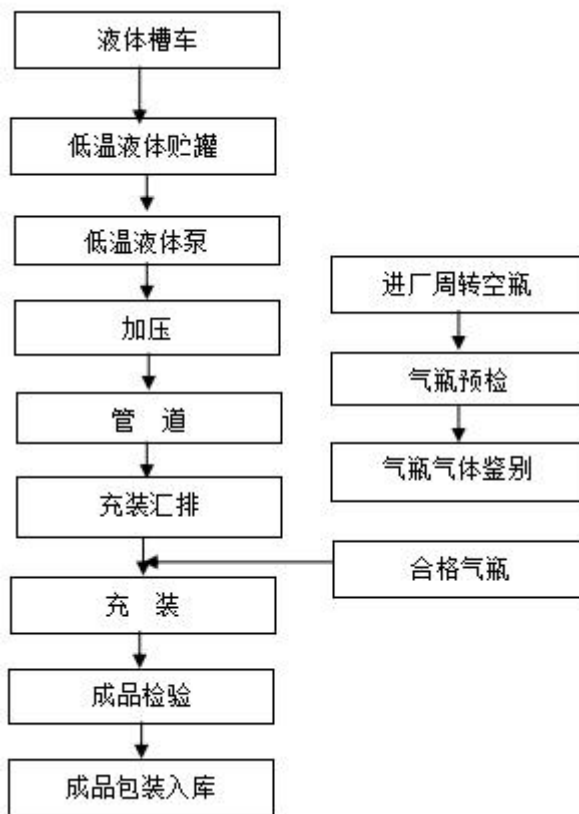 液体槽车
低温液体贮罐
低温液体泵
加压
管 道
充装汇排
充 装
成品检验
成品包装入库
进厂周转空瓶
气瓶预检
气瓶气体鉴别
合格气瓶